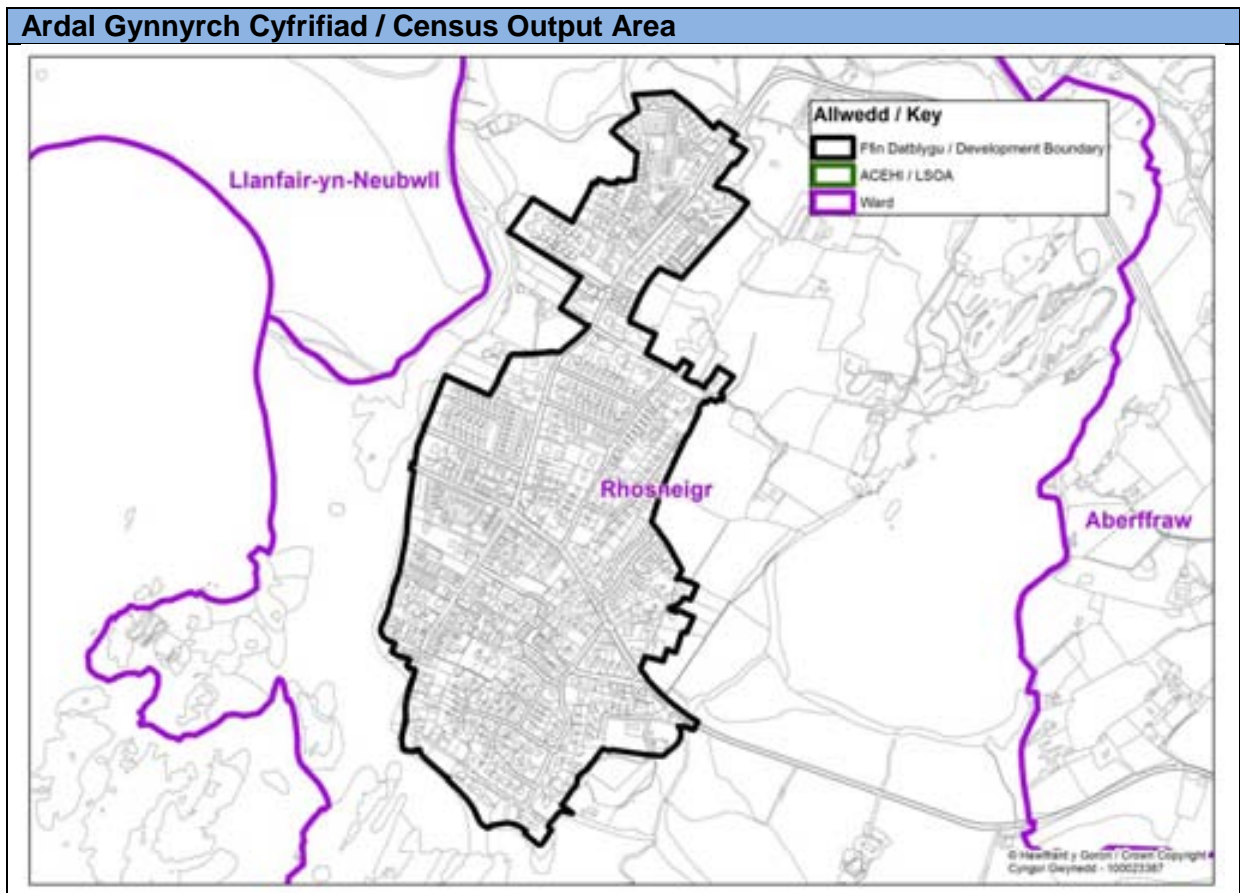 Ardal Gynnyrch Cyfrifiad / Census Output Area
Allwedd / Key
Ffin Datblygu / Development Boundary
ACEHI / LSOA
Ward
Llanfair-yn-Neubwll
Rhosneigr
Aberffraw
© Hawlfraint y Goron / Crown Copyright
Cyngor Gwynedd - 100023387